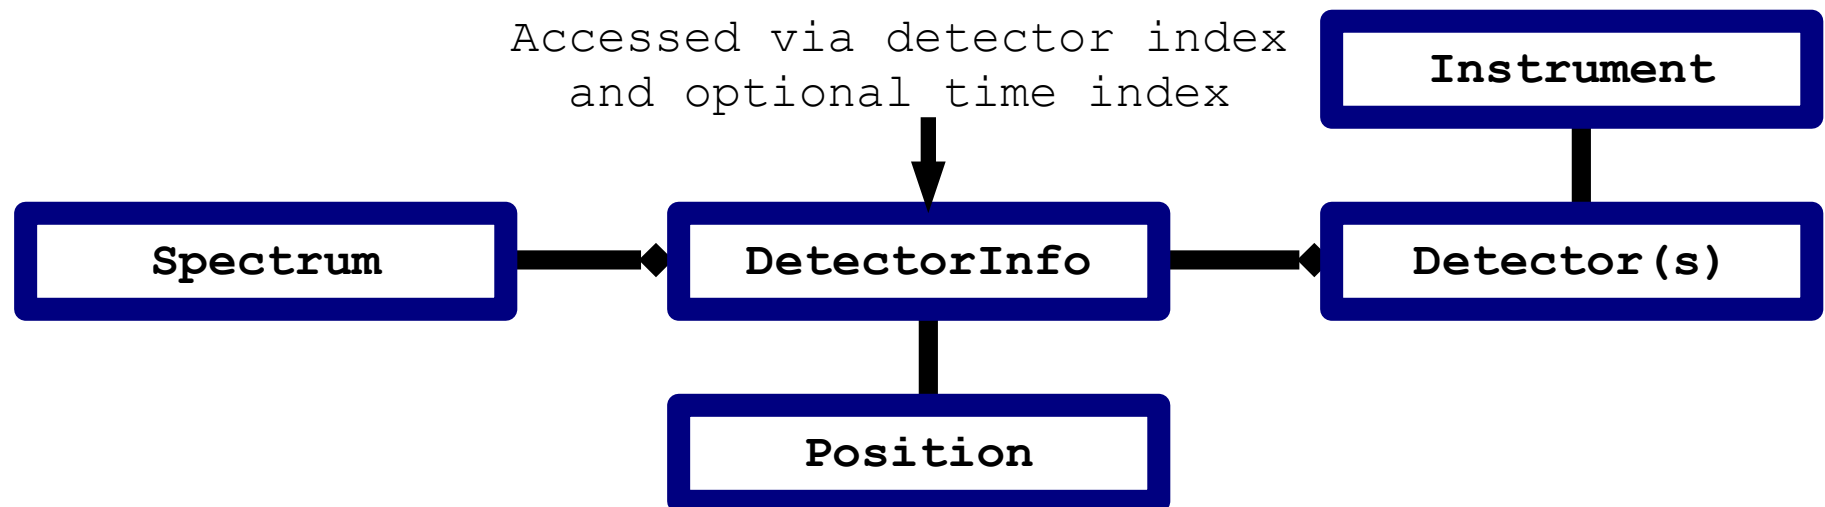 Accessed via detector index
and optional time index
Instrument
Spectrum
DetectorInfo
Detector(s)
Position